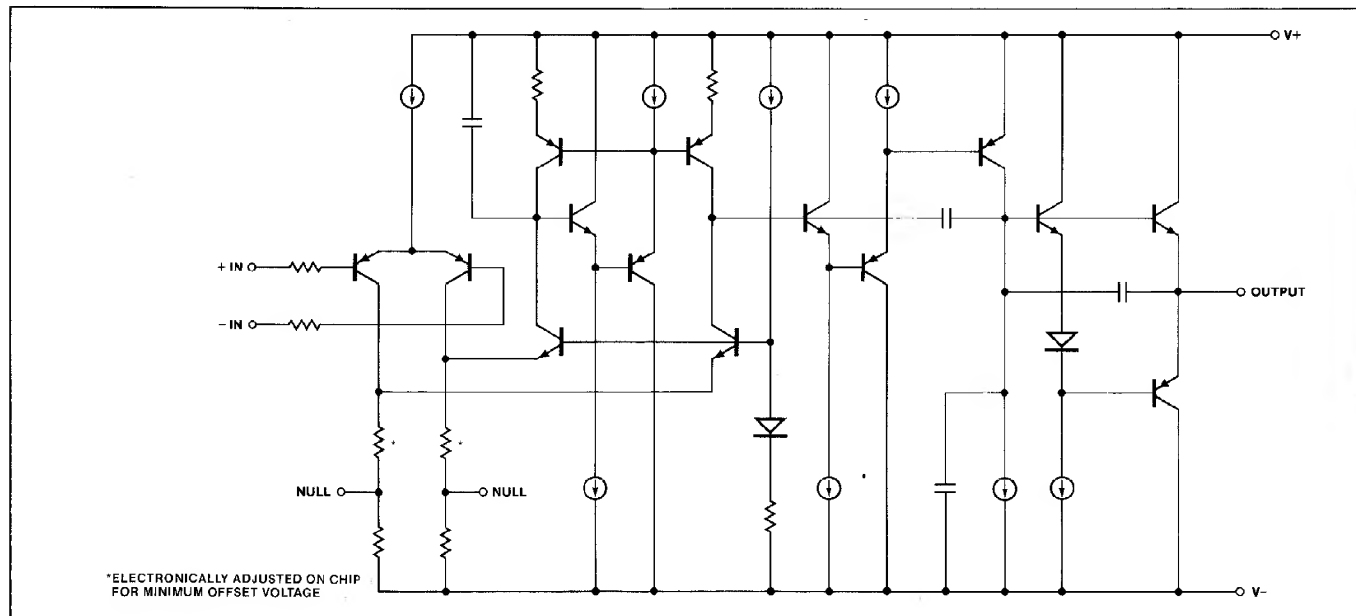 V+
+ IN
– IN
OUTPUT
*
*
NULL
NULL
*ELECTRONICALLY ADJUSTED ON CHIP
FOR MINIMUM OFFSET VOLTAGE
V–